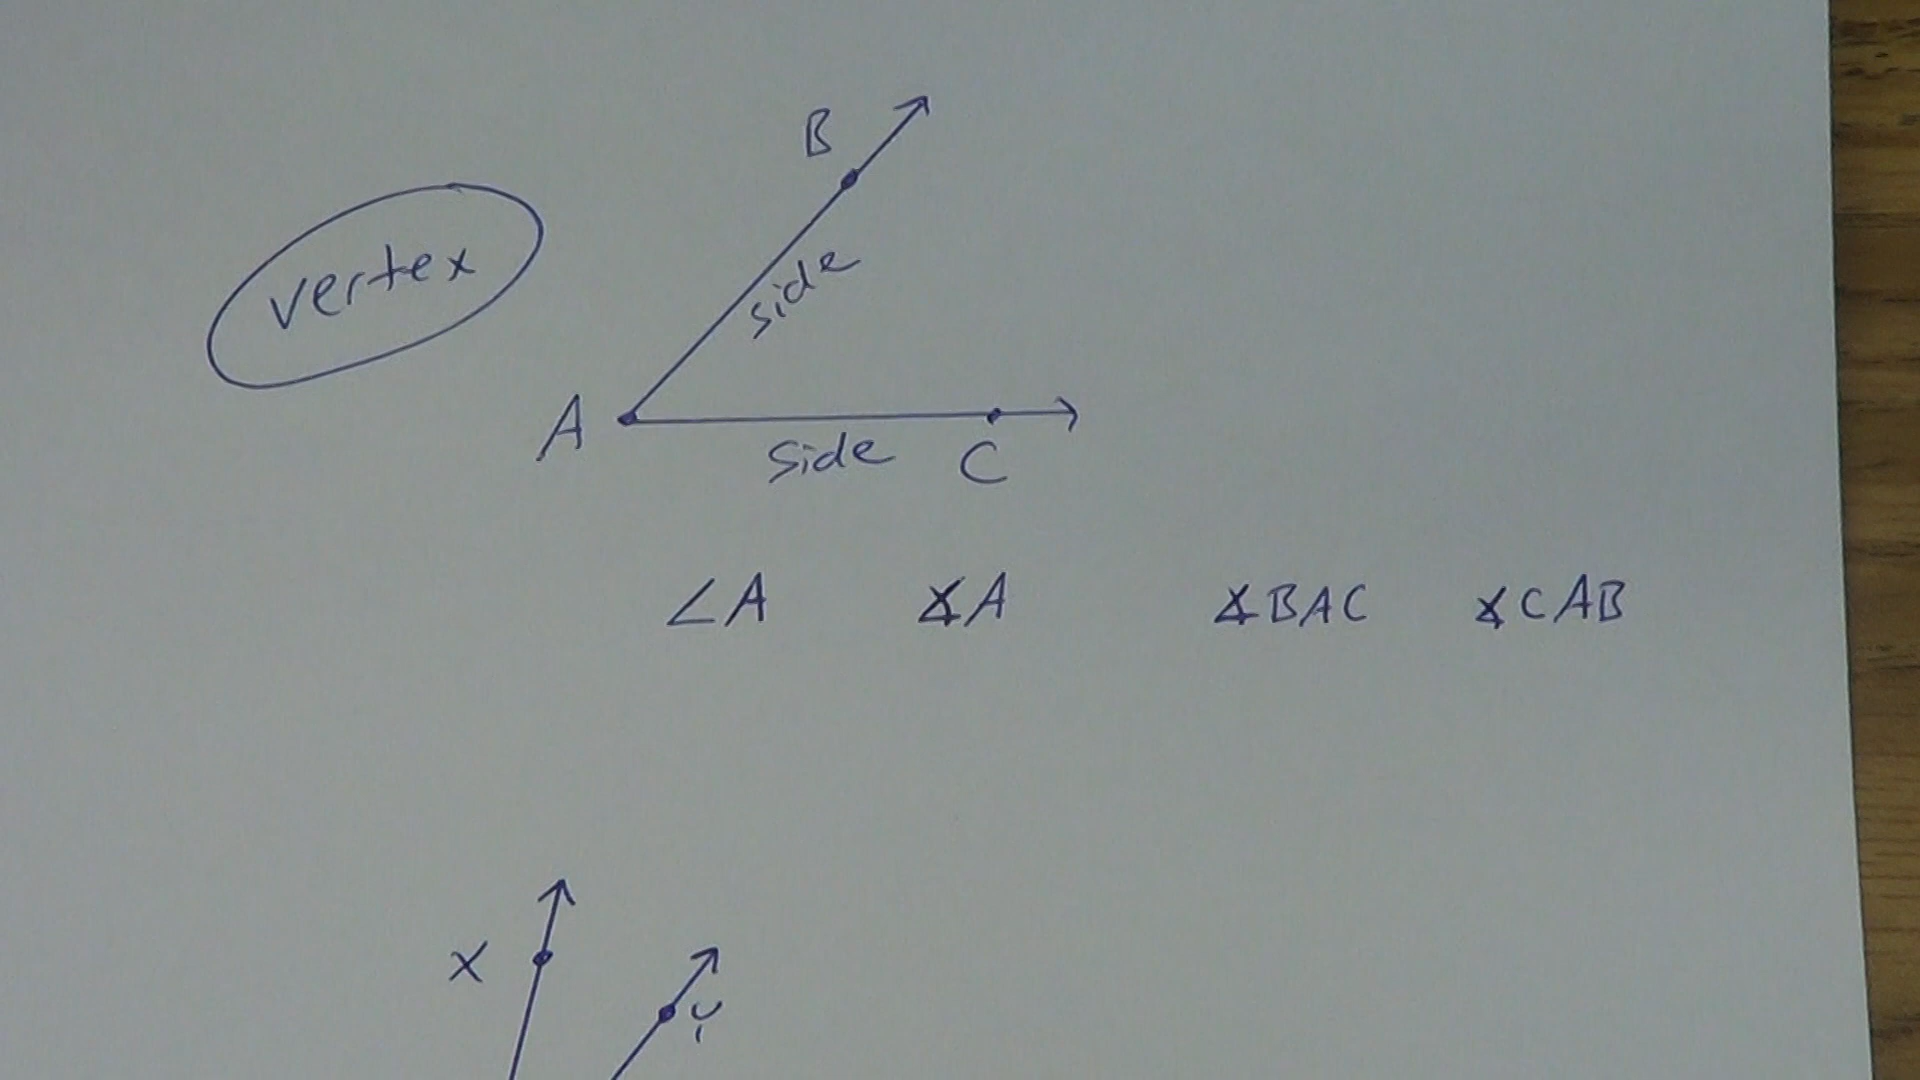 B
vertex
side
A
side C
∠A ∡A ∡BAC ∡CAB
X
Y